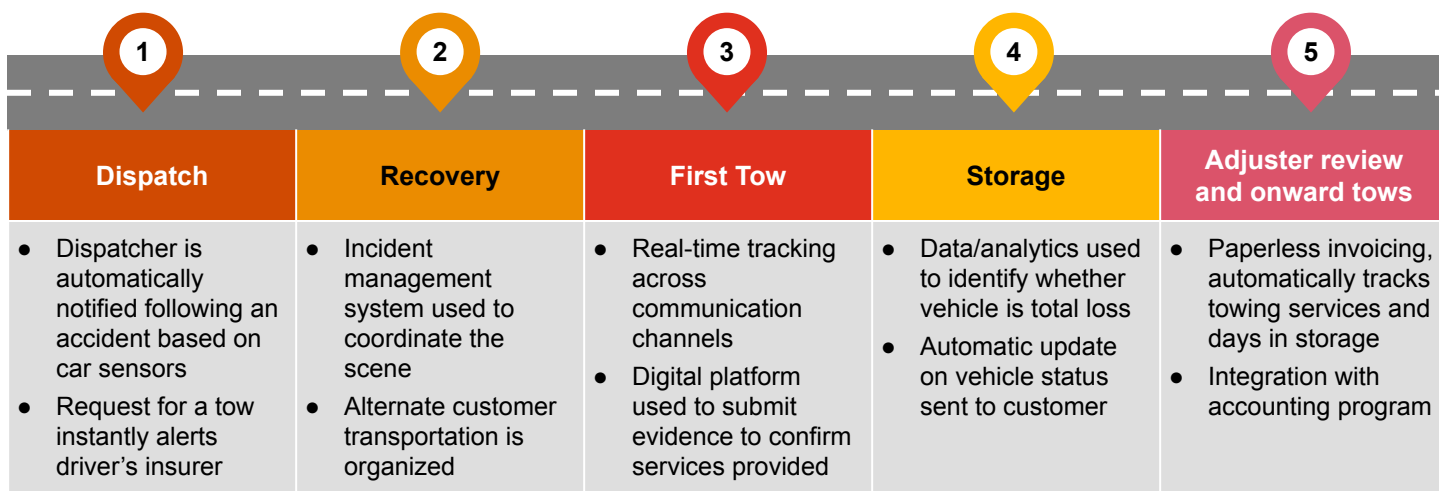 1
2
3
4
5
Dispatch
Recovery
First Tow
Storage
Adjuster review
and onward tows
● Dispatcher is
automatically
notified following an
accident based on
car sensors
● Request for a tow
instantly alerts
driver's insurer
● Incident
management
system used to
coordinate the
scene
● Alternate customer
transportation is
organized
● Real-time tracking
across
communication
channels
● Digital platform
used to submit
evidence to confirm
services provided
● Data/analytics used
to identify whether
vehicle is total loss
● Automatic update
on vehicle status
sent to customer
● Paperless invoicing,
automatically tracks
towing services and
days in storage
● Integration with
accounting program